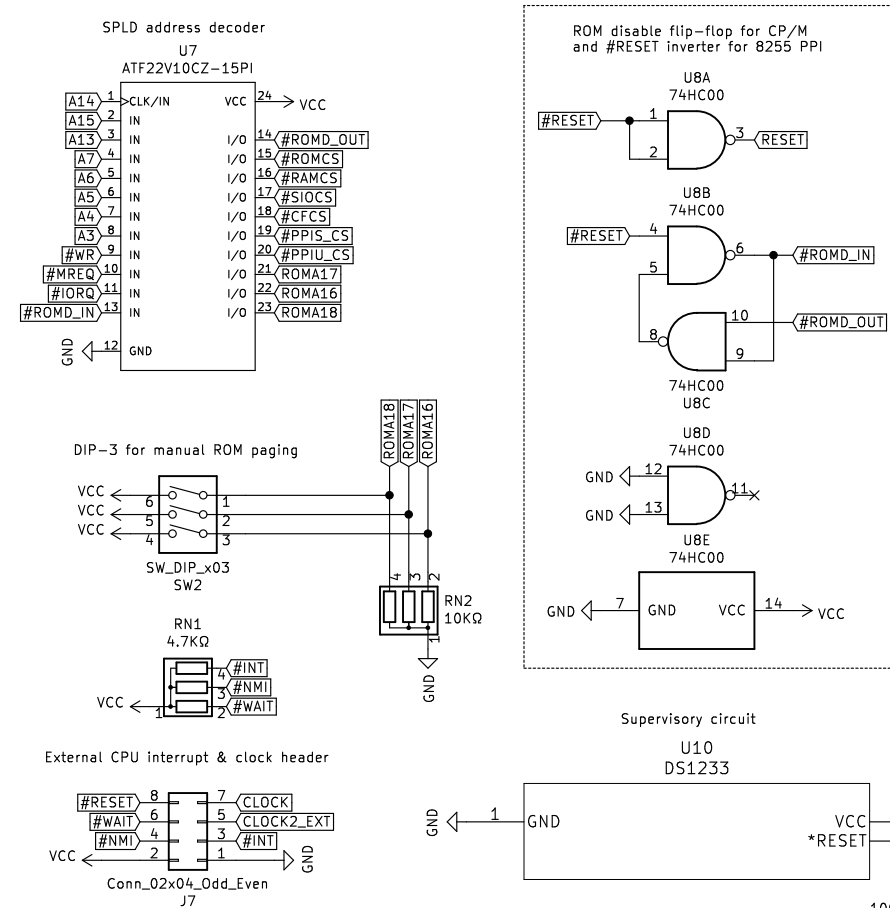 SPLD address decoder
U7
ATF22V10CZ-15PI
A14 1 CLK/IN VCC 24 VCC
A15 2 IN
A13 3 IN I/O 14 #ROMD_OUT
A7 4 IN I/O 15 #ROMCS
A6 5 IN I/O 16 #RAMCS
A5 6 IN I/O 17 #SIOCS
A4 7 IN I/O 18 #CFCS
A3 8 IN I/O 19 #PPIS_CS
#WR 9 IN I/O 20 #PPIU_CS
#MREQ 10 IN I/O 21 ROMA17
#IORQ 11 IN I/O 22 ROMA16
#ROMD_IN 13 IN I/O 23 ROMA18
GND 12 GND
DIP-3 for manual ROM paging
ROMA18
ROMA17
ROMA16
VCC 6 1
VCC 5 2
VCC 4 3
SW_DIP_x03
SW2
4 3 2
RN2
10KΩ
1
GND
RN1
4.7KΩ
4 #INT
3 #NMI
VCC 1 2 #WAIT
External CPU interrupt & clock header
#RESET 8 7 CLOCK
#WAIT 6 5 CLOCK2_EXT
#NMI 4 3 #INT
VCC 2 1 GND
Conn_02x04_Odd_Even
J7
ROM disable flip-flop for CP/M
and #RESET inverter for 8255 PPI
U8A
74HC00
#RESET 1
2
3 RESET
U8B
74HC00
#RESET 4
5
6 #ROMD_IN
8
10 #ROMD_OUT
9
74HC00
U8C
U8D
74HC00
GND 12
GND 13
11
U8E
74HC00
GND 7 GND VCC 14 VCC
Supervisory circuit
U10
DS1233
GND 1 GND VCC
*RESET